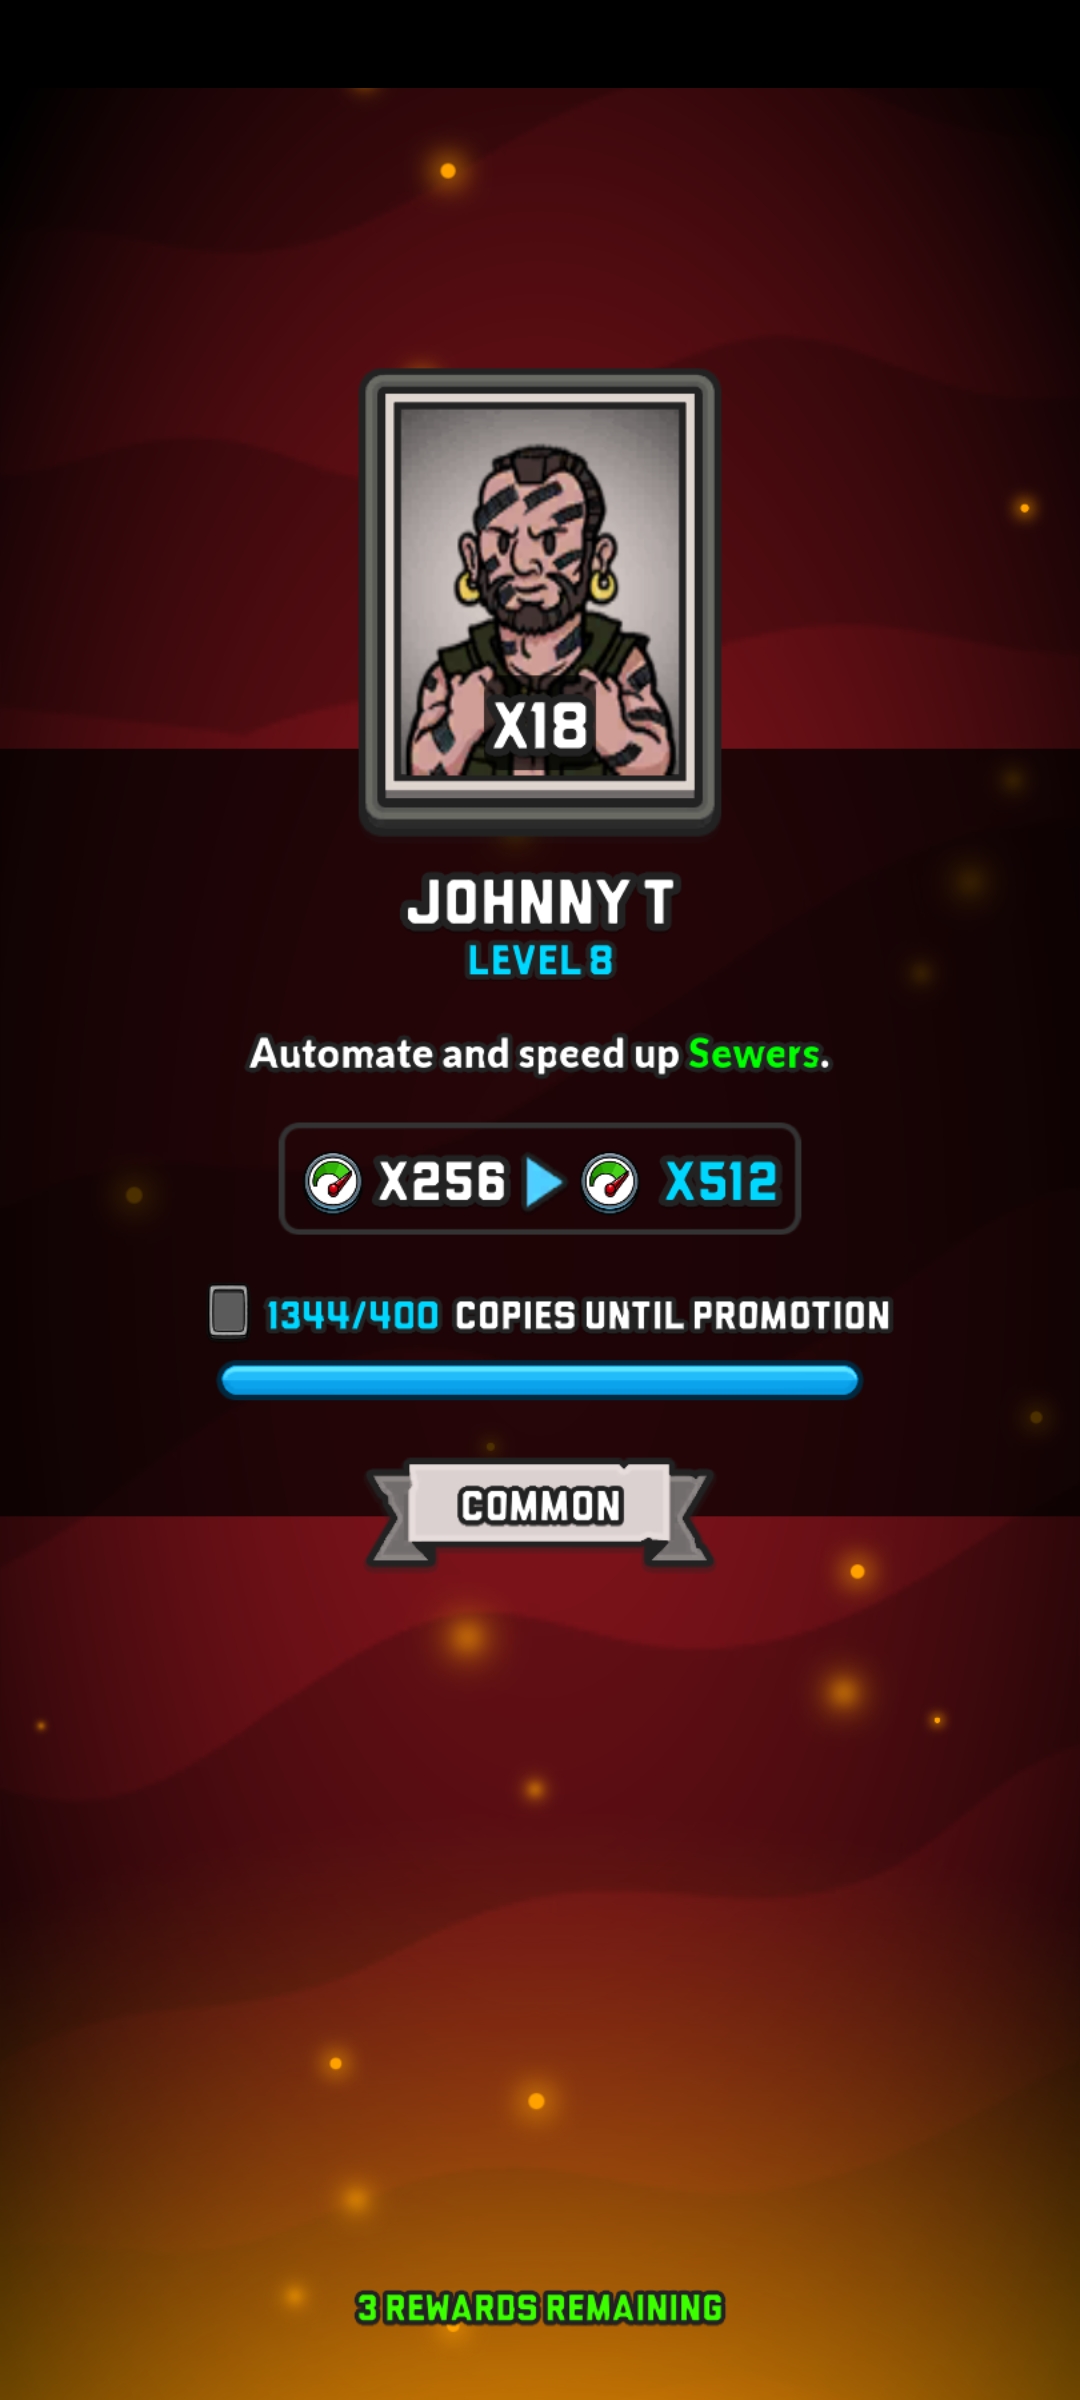 X18
JOHNNY T
LEVEL 8
Automate and speed up Sewers.
X256 X512
1344/400 COPIES UNTIL PROMOTION
COMMON
3 REWARDS REMAINING